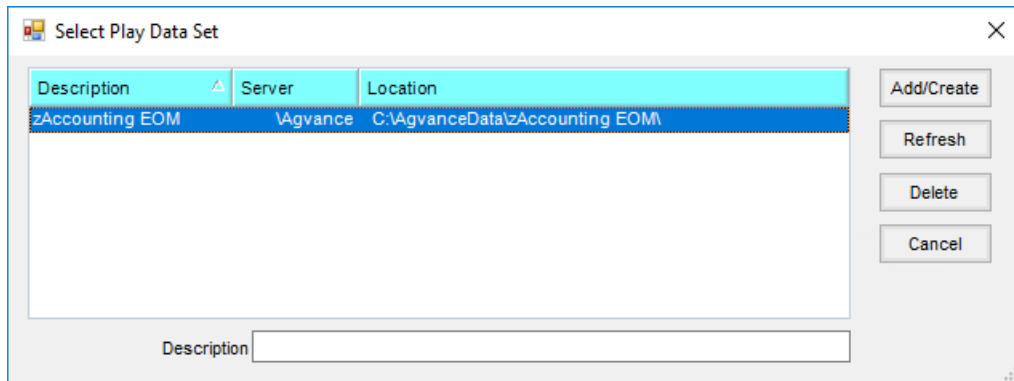 Select Play Data Set
Description Server Location
zAccounting EOM \Agvance C:\AgvanceData\zAccounting EOM\
Add/Create
Refresh
Delete
Cancel
Description